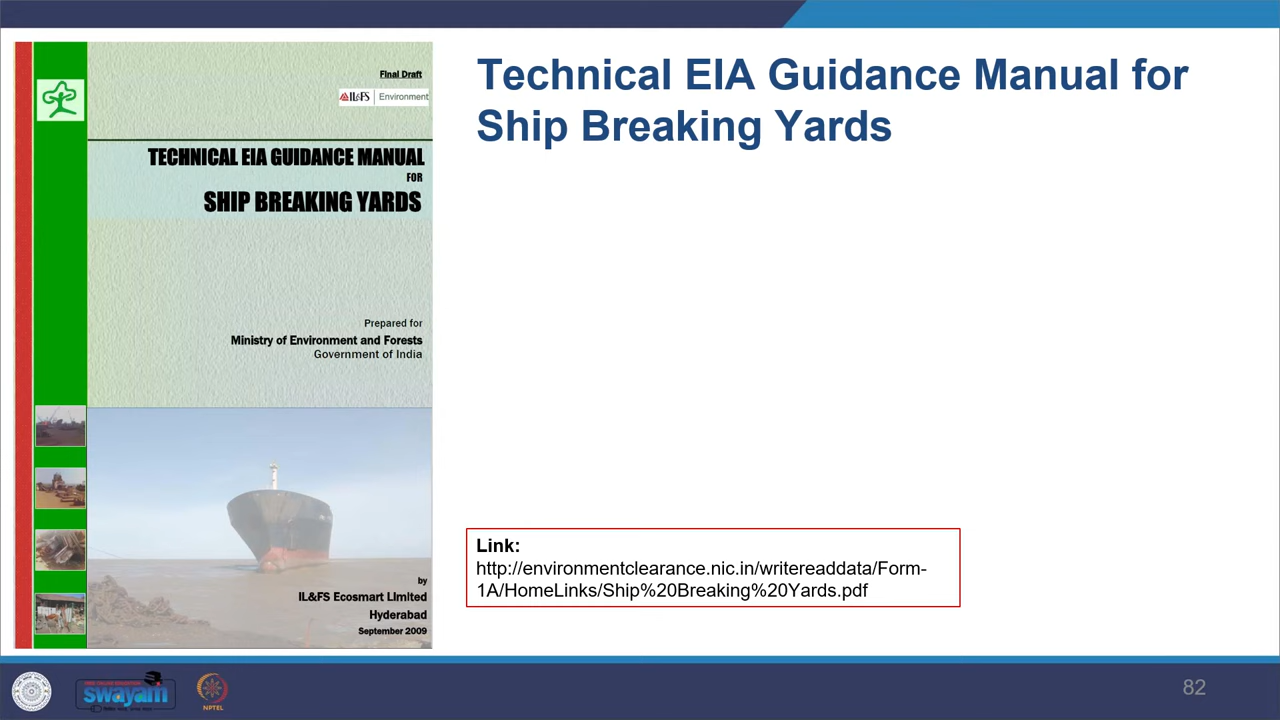 Technical EIA Guidance Manual for
Ship Breaking Yards
Final Draft
IL&FS Environment
TECHNICAL EIA GUIDANCE MANUAL
FOR
SHIP BREAKING YARDS
Prepared for
Ministry of Environment and Forests
Government of India
by
IL&FS Ecosmart Limited
Hyderabad
September 2009
Link:
http://environmentclearance.nic.in/writereaddata/Form-
1A/HomeLinks/Ship%20Breaking%20Yards.pdf
swayam
NPTEL
82